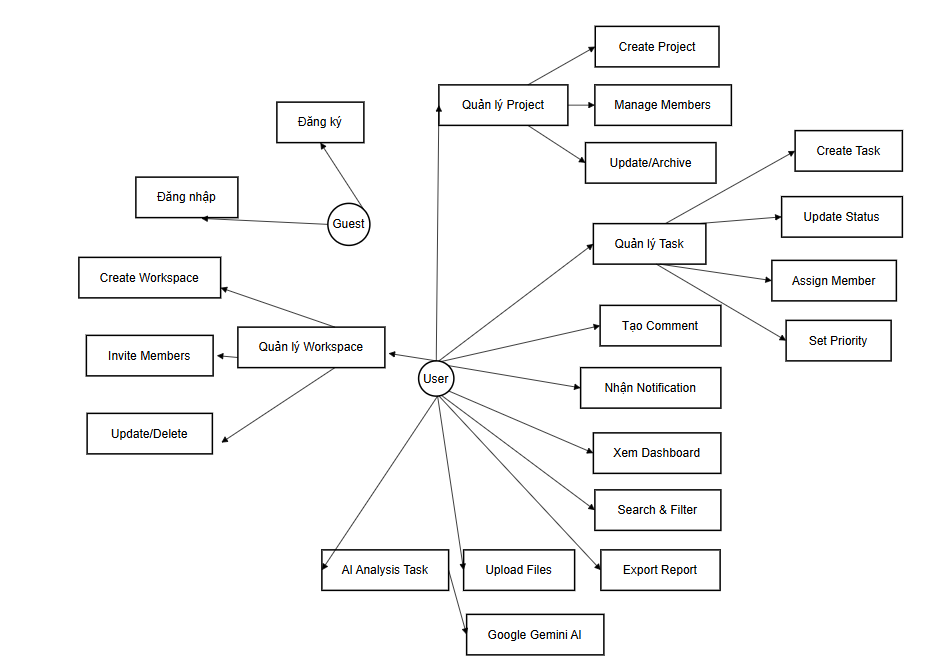 Create Project
Quản lý Project
Manage Members
Đăng ký
Create Task
Update/Archive
Đăng nhập
Update Status
Guest
Quản lý Task
Create Workspace
Assign Member
Tạo Comment
Set Priority
Quản lý Workspace
Invite Members
User
Nhận Notification
Update/Delete
Xem Dashboard
Search & Filter
AI Analysis Task
Upload Files
Export Report
Google Gemini AI